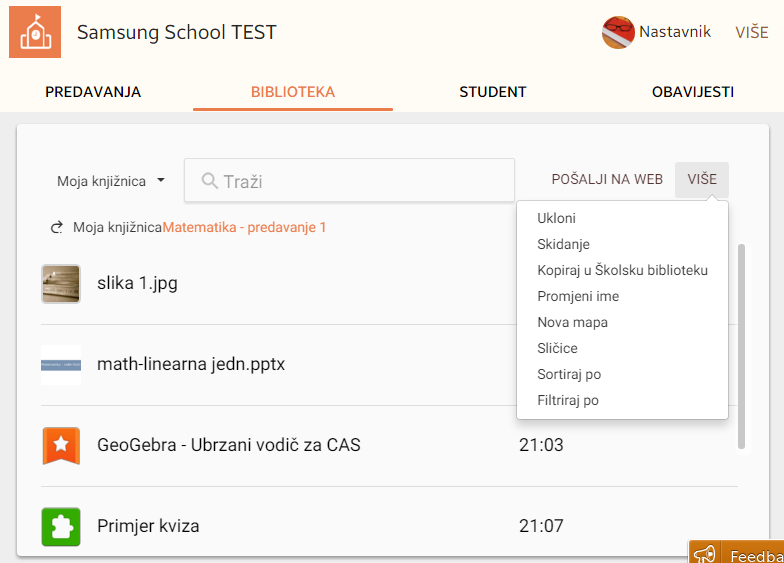 Samsung School TEST
Nastavnik
VIŠE
PREDAVANJA
BIBLIOTEKA
STUDENT
OBAVIJESTI
Moja knjižnica
Traži
POŠALJI NA WEB
VIŠE
Moja knjižnicaMatematika - predavanje 1
Ukloni
Skidanje
Kopiraj u Školsku biblioteku
Promjeni ime
Nova mapa
Sličice
Sortiraj po
Filtriraj po
slika 1.jpg
math-linearna jedn.pptx
GeoGebra - Ubrzani vodič za CAS
21:03
Primjer kviza
21:07
Feedba